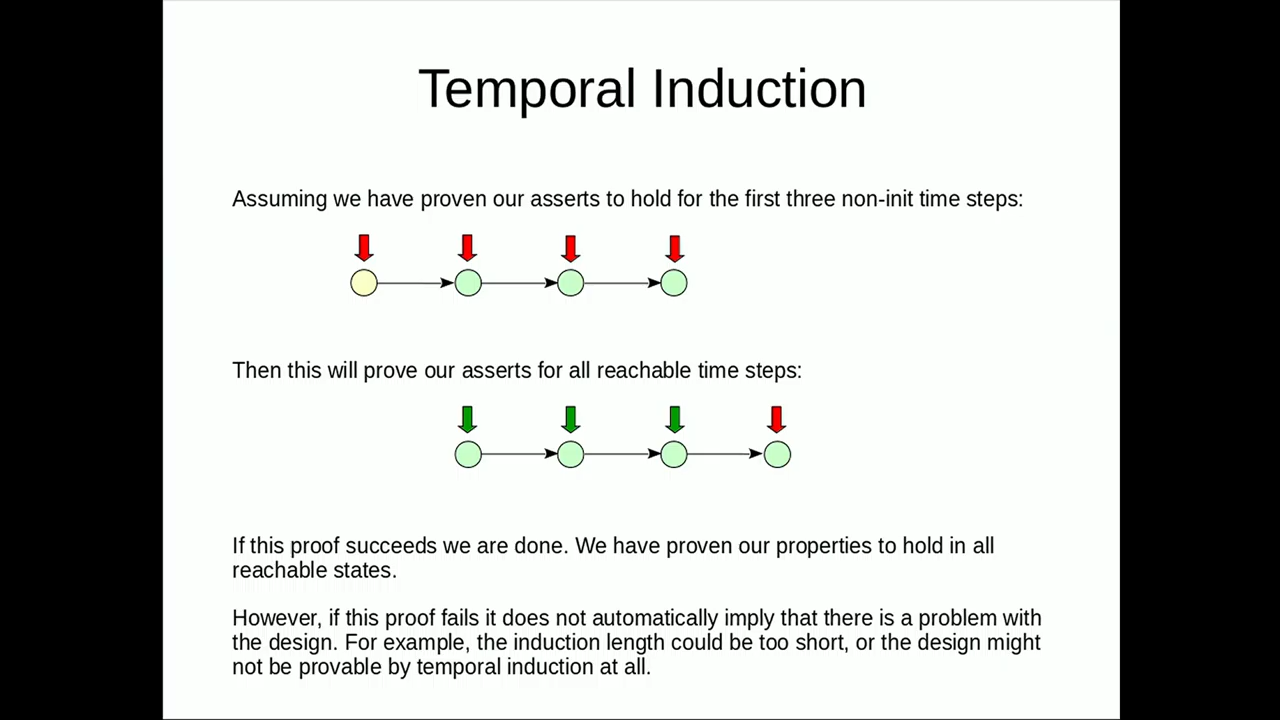 Temporal Induction
Assuming we have proven our asserts to hold for the first three non-init time steps:
Then this will prove our asserts for all reachable time steps:
If this proof succeeds we are done. We have proven our properties to hold in all
reachable states.
However, if this proof fails it does not automatically imply that there is a problem with
the design. For example, the induction length could be too short, or the design might
not be provable by temporal induction at all.